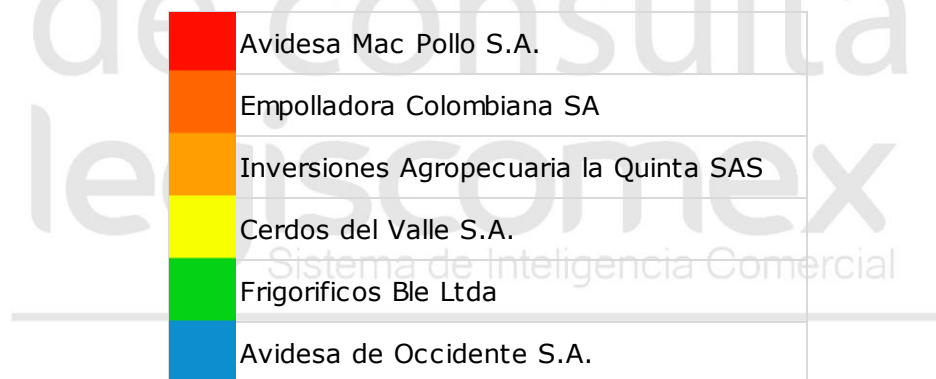 de consulta
Avidesa Mac Pollo S.A.
Empolladora Colombiana SA
legiscomex
Inversiones Agropecuaria la Quinta SAS
Cerdos del Valle S.A.
Sistema de Inteligencia Comercial
Frigorificos Ble Ltda
Avidesa de Occidente S.A.